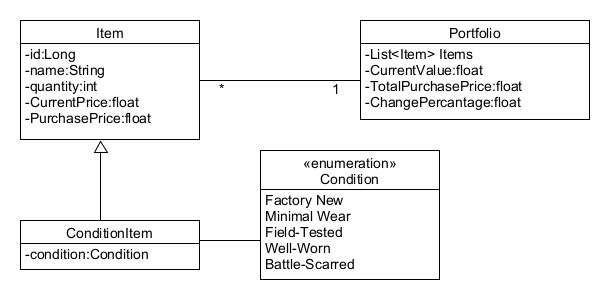 Item
-id:Long
-name:String
-quantity:int
-CurrentPrice:float
-PurchasePrice:float
Portfolio
-List<Item> Items
-CurrentValue:float
-TotalPurchasePrice:float
-ChangePercantage:float
*
1
«enumeration»
Condition
Factory New
Minimal Wear
Field-Tested
Well-Worn
Battle-Scarred
ConditionItem
-condition:Condition